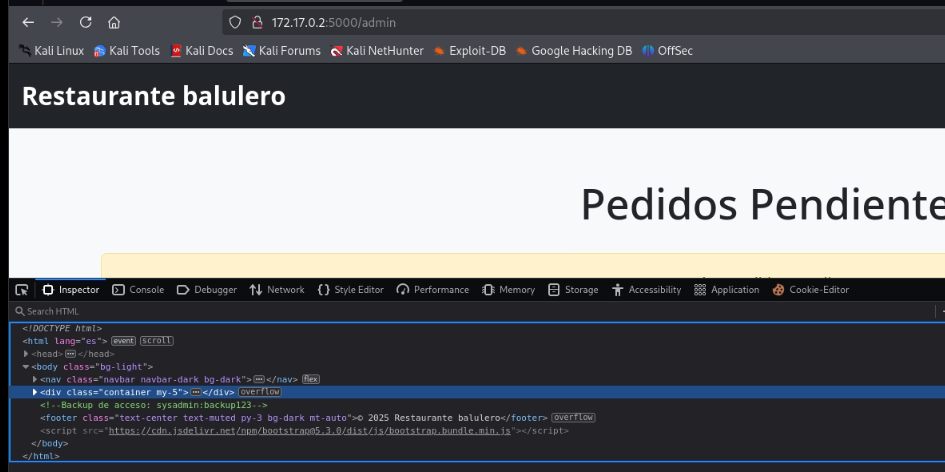 172.17.0.2:5000/admin
Kali Linux Kali Tools Kali Docs Kali Forums Kali NetHunter Exploit-DB Google Hacking DB OffSec
Restaurante balulero
Pedidos Pendiente
Inspector Console Debugger Network Style Editor Performance Memory Storage Accessibility Application Cookie-Editor
Search HTML
<!DOCTYPE html>
<html lang="es"> event scroll
<head> ••• </head>
<body class="bg-light">
<nav class="navbar navbar-dark bg-dark"> ••• </nav> flex
<div class="container my-5"> ••• </div> overflow
<!--Backup de acceso: sysadmin:backup123-->
<footer class="text-center text-muted py-3 bg-dark mt-auto">© 2025 Restaurante balulero</footer> overflow
<script src="https://cdn.jsdelivr.net/npm/bootstrap@5.3.0/dist/js/bootstrap.bundle.min.js"></script>
</body>
</html>